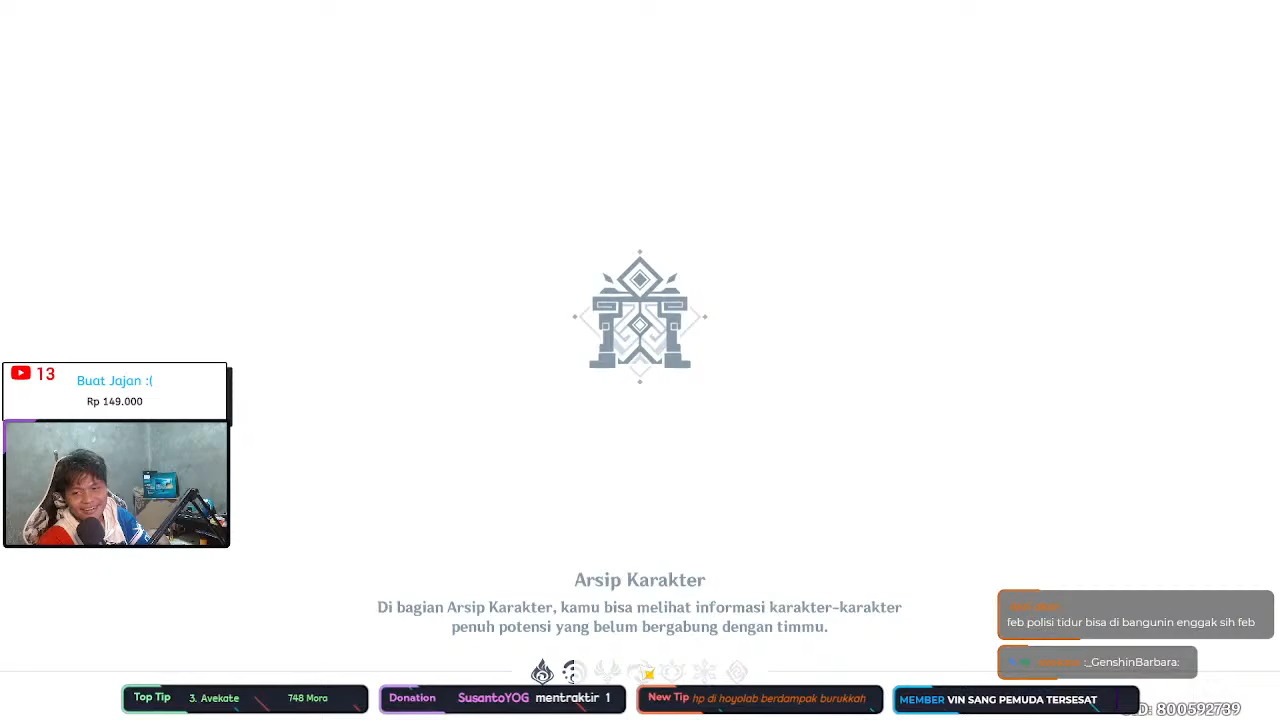 13
Buat Jajan :(
Rp 149.000
Arsip Karakter
Di bagian Arsip Karakter, kamu bisa melihat informasi karakter-karakter
penuh potensi yang belum bergabung dengan timmu.
feb polisi tidur bisa di bangunin enggak sih feb
:_GenshinBarbara:
Top Tip 3. Avekate 748 Mora
Donation SusantoYOG mentraktir 1
New Tip hp di hoyolab berdampak burukkah
MEMBER VIN SANG PEMUDA TERSESAT
ID: 800592739